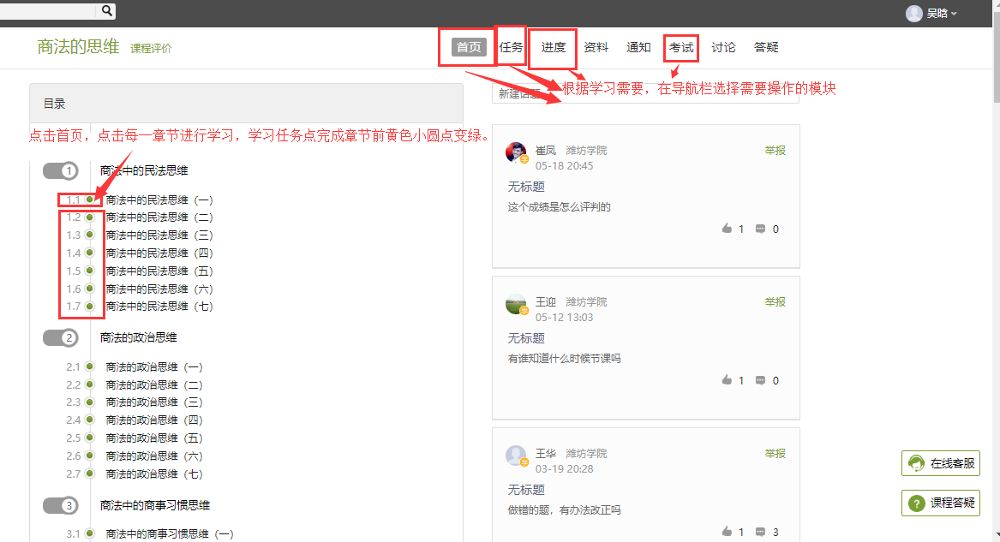 吴晗
商法的思维 课程评价
首页 任务 进度 资料 通知 考试 讨论 答疑
根据学习需要，在导航栏选择需要操作的模块
新建话题
目录
点击首页，点击每一章节进行学习，学习任务点完成章节前黄色小圆点变绿。
1 商法中的民法思维
1.1 商法中的民法思维（一）
1.2 商法中的民法思维（二）
1.3 商法中的民法思维（三）
1.4 商法中的民法思维（四）
1.5 商法中的民法思维（五）
1.6 商法中的民法思维（六）
1.7 商法中的民法思维（七）
2 商法的政治思维
2.1 商法的政治思维（一）
2.2 商法的政治思维（二）
2.3 商法的政治思维（三）
2.4 商法的政治思维（四）
2.5 商法的政治思维（五）
2.6 商法的政治思维（六）
2.7 商法的政治思维（七）
3 商法中的商事习惯思维
3.1 商法中的商事习惯思维（一）
崔凤 潍坊学院 举报
05-18 20:45
无标题
这个成绩是怎么评判的
1 0
王迎 潍坊学院 举报
05-12 13:03
无标题
有谁知道什么时候节课吗
1 0
王华 潍坊学院 举报
03-19 20:28
无标题
做错的题，有办法改正吗
1 3
在线客服
? 课程答疑